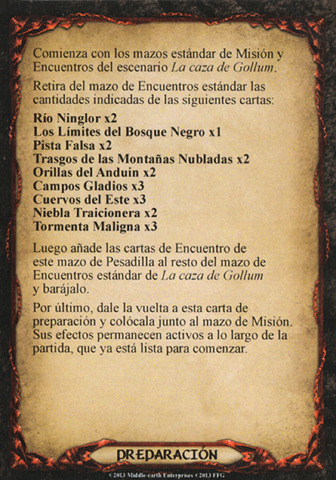 Comienza con los mazos estándar de Misión y
Encuentros del escenario La caza de Gollum.
Retira del mazo de Encuentros estándar las
cantidades indicadas de las siguientes cartas:
Río Ninglor x2
Los Límites del Bosque Negro x1
Pista Falsa x2
Trasgos de las Montañas Nubladas x2
Orillas del Anduin x2
Campos Gladios x3
Cuervos del Este x3
Niebla Traicionera x2
Tormenta Maligna x3
Luego añade las cartas de Encuentro de
este mazo de Pesadilla al resto del mazo de
Encuentros estándar de La caza de Gollum
y barájalo.
Por último, dale la vuelta a esta carta de
preparación y colócala junto al mazo de Misión.
Sus efectos permanecen activos a lo largo de la
partida, que ya está lista para comenzar.
PREPARACIÓN
©2013 Middle-earth Enterprises ©2013 FFG